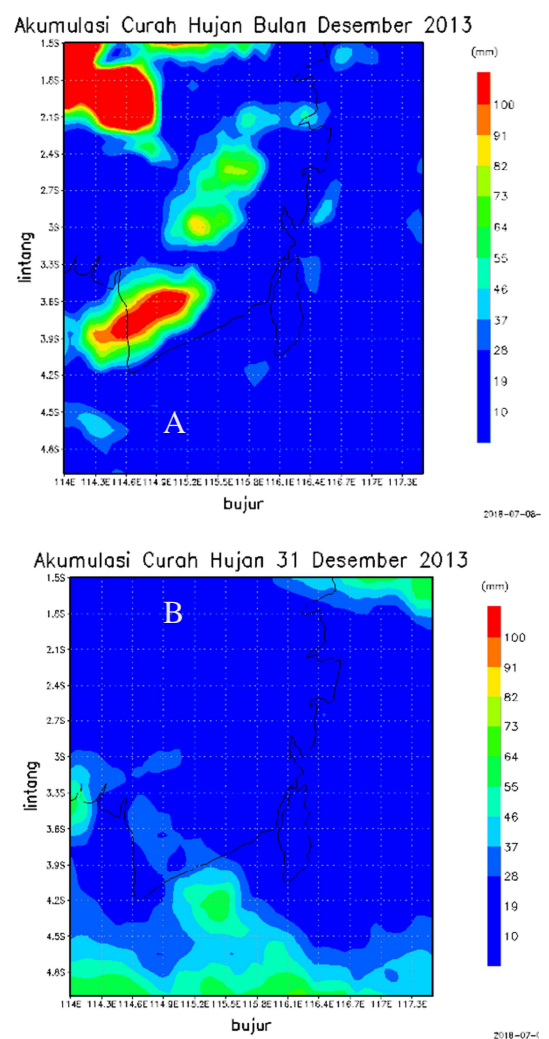 Akumulasi Curah Hujan Bulan Desember 2013
(mm)
100
91
82
73
64
55
46
37
28
19
10
lintang
1.5S
1.8S
2.1S
2.4S
2.7S
3S
3.3S
3.6S
3.9S
4.2S
4.5S
4.8S
A
114E 114.3E 114.6E 114.9E 115.2E 115.5E 115.8E 116.1E 116.4E 116.7E 117E 117.3E
bujur
2018-07-08-
Akumulasi Curah Hujan 31 Desember 2013
(mm)
100
91
82
73
64
55
46
37
28
19
10
lintang
1.5S
1.8S
2.1S
2.4S
2.7S
3S
3.3S
3.6S
3.9S
4.2S
4.5S
4.8S
B
114E 114.3E 114.6E 114.9E 115.2E 115.5E 115.8E 116.1E 116.4E 116.7E 117E 117.3E
bujur
2018-07-